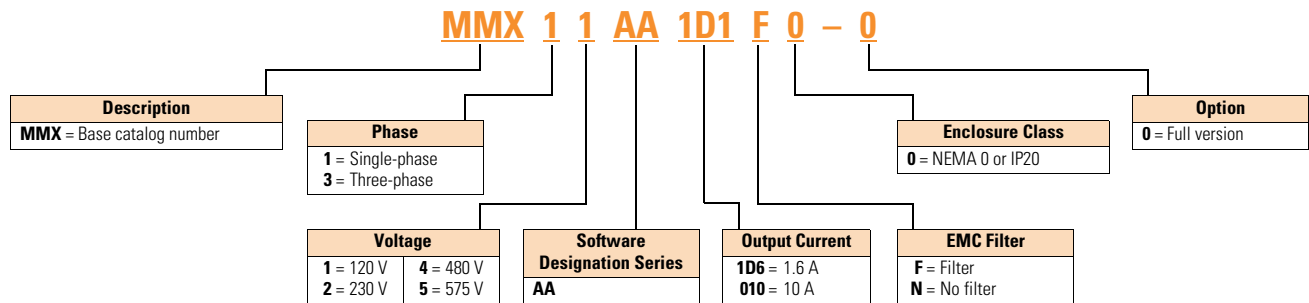 MMX 1 1 AA 1D1 F 0 – 0
Description
MMX = Base catalog number
Phase
1 = Single-phase
3 = Three-phase
Enclosure Class
0 = NEMA 0 or IP20
Option
0 = Full version
Voltage
1 = 120 V 4 = 480 V
2 = 230 V 5 = 575 V
Software
Designation Series
AA
Output Current
1D6 = 1.6 A
010 = 10 A
EMC Filter
F = Filter
N = No filter